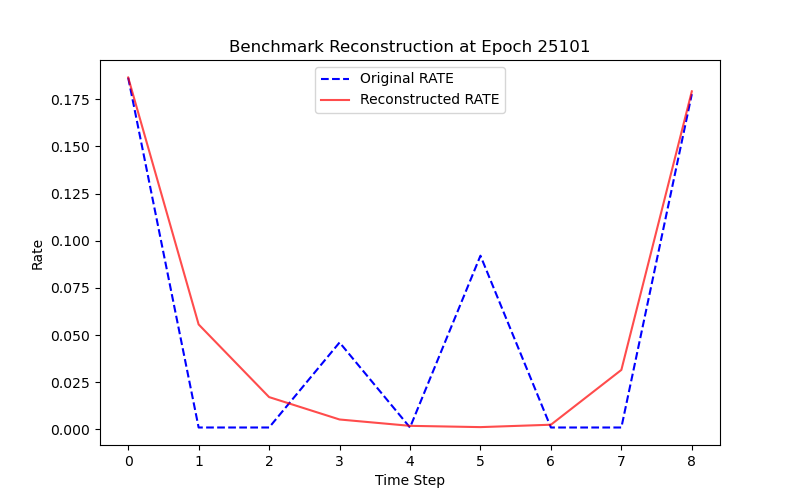 Benchmark Reconstruction at Epoch 25101
Original RATE
Reconstructed RATE
0.175
0.150
0.125
0.100
0.075
0.050
0.025
0.000
Rate
0 1 2 3 4 5 6 7 8
Time Step